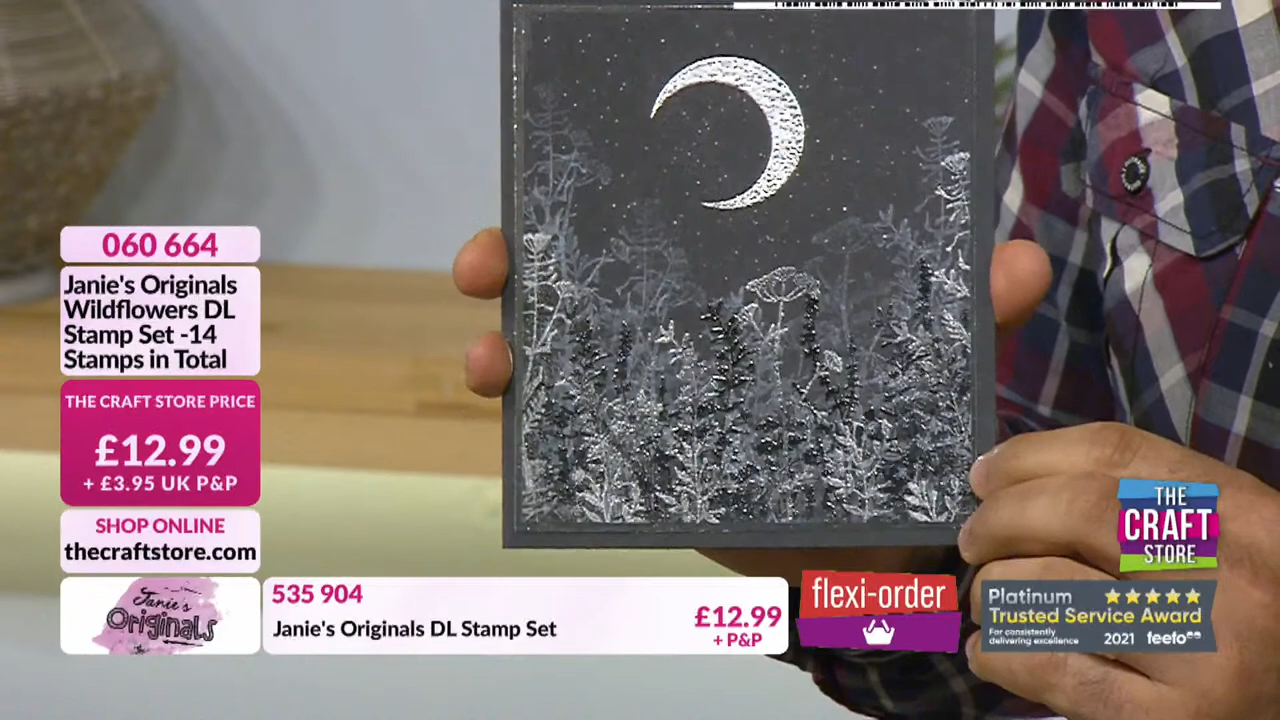 060 664
Janie's Originals
Wildflowers DL
Stamp Set -14
Stamps in Total
THE CRAFT STORE PRICE
£12.99
+ £3.95 UK P&P
SHOP ONLINE
thecraftstore.com
Janie's
Originals
535 904
Janie's Originals DL Stamp Set
£12.99
+ P&P
flexi-order
THE
CRAFT
STORE
Platinum
Trusted Service Award
For consistently
delivering excellence
2021 feefo